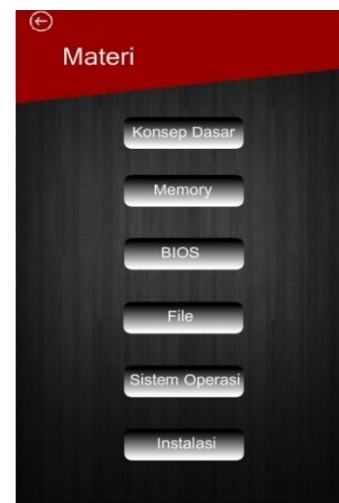 Materi
Konsep Dasar
Memory
BIOS
File
Sistem Operasi
Instalasi